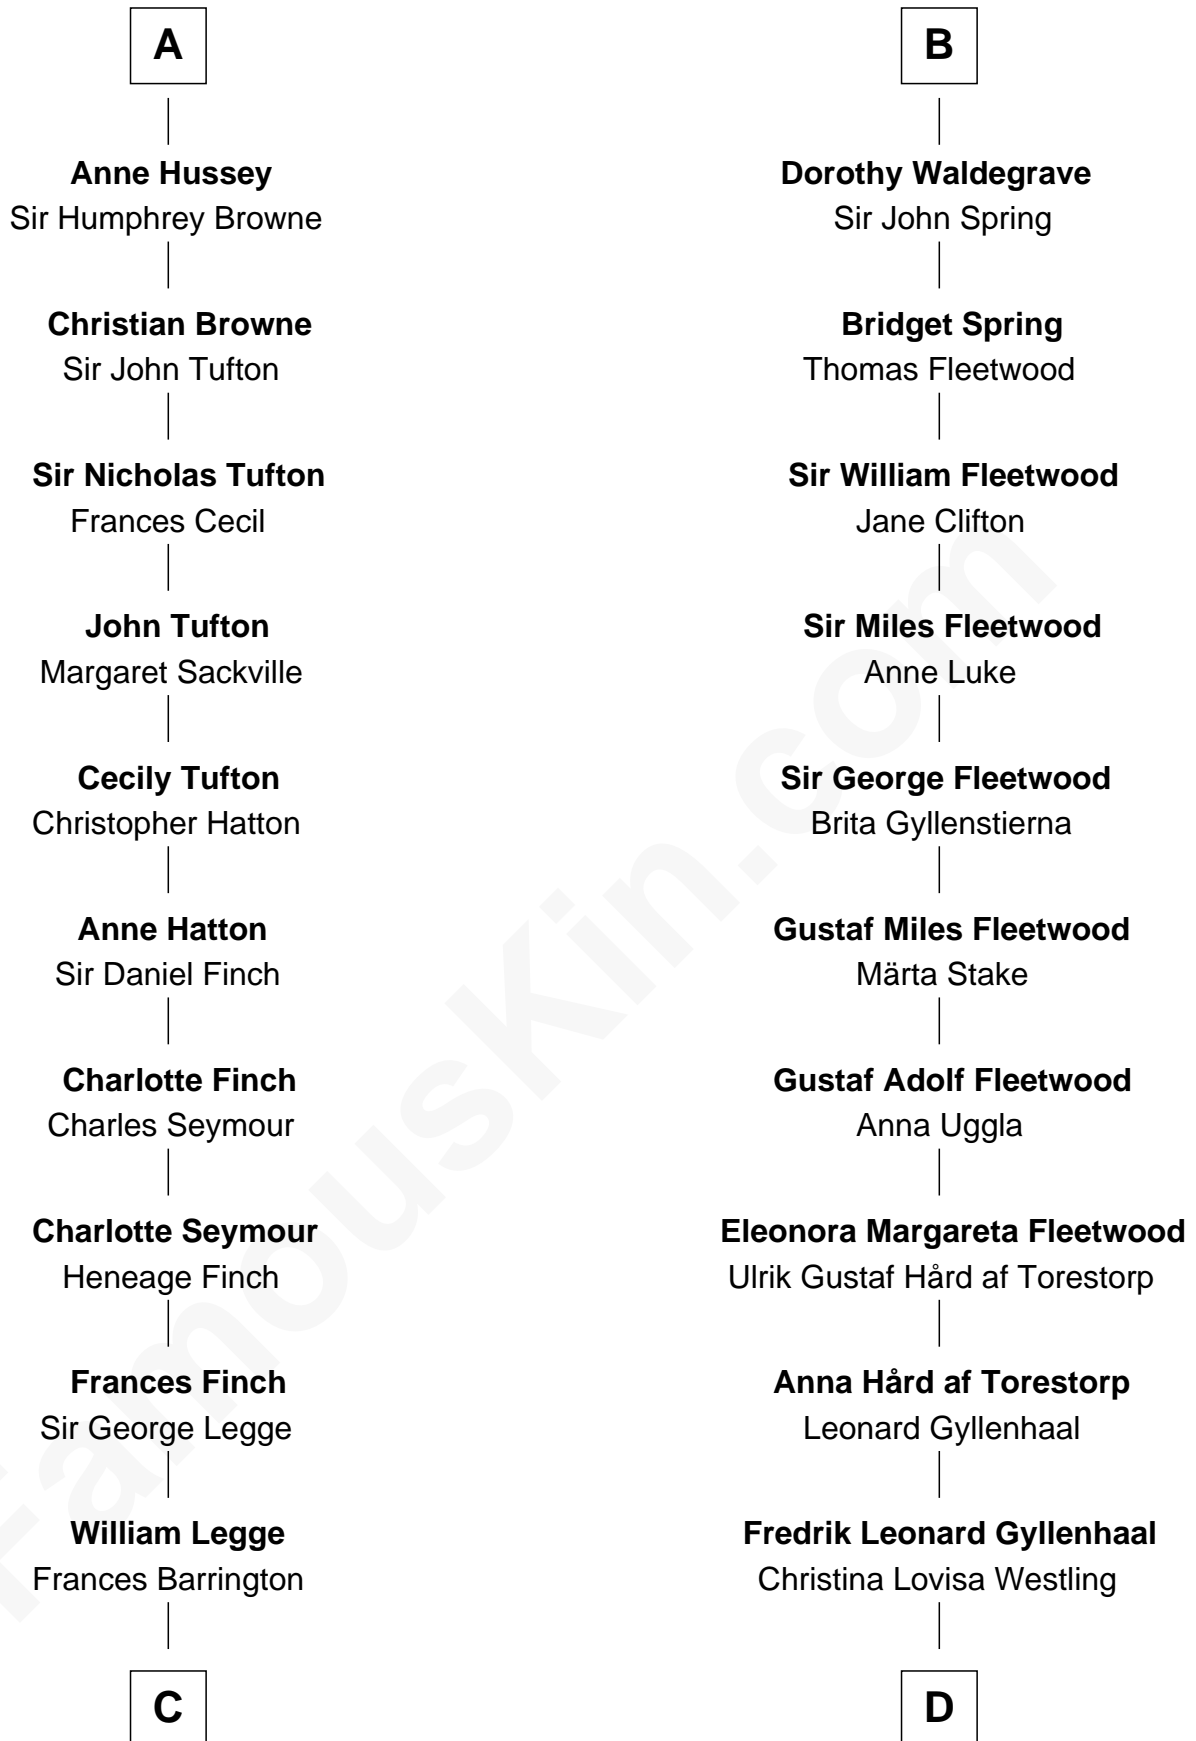 A
Anne Hussey
Sir Humphrey Browne
Christian Browne
Sir John Tufton
Sir Nicholas Tufton
Frances Cecil
John Tufton
Margaret Sackville
Cecily Tufton
Christopher Hatton
Anne Hatton
Sir Daniel Finch
Charlotte Finch
Charles Seymour
Charlotte Seymour
Heneage Finch
Frances Finch
Sir George Legge
William Legge
Frances Barrington
C
B
Dorothy Waldegrave
Sir John Spring
Bridget Spring
Thomas Fleetwood
Sir William Fleetwood
Jane Clifton
Sir Miles Fleetwood
Anne Luke
Sir George Fleetwood
Brita Gyllenstierna
Gustaf Miles Fleetwood
Märta Stake
Gustaf Adolf Fleetwood
Anna Uggla
Eleonora Margareta Fleetwood
Ulrik Gustaf Hård af Torestorp
Anna Hård af Torestorp
Leonard Gyllenhaal
Fredrik Leonard Gyllenhaal
Christina Lovisa Westling
D
FamousKin.com